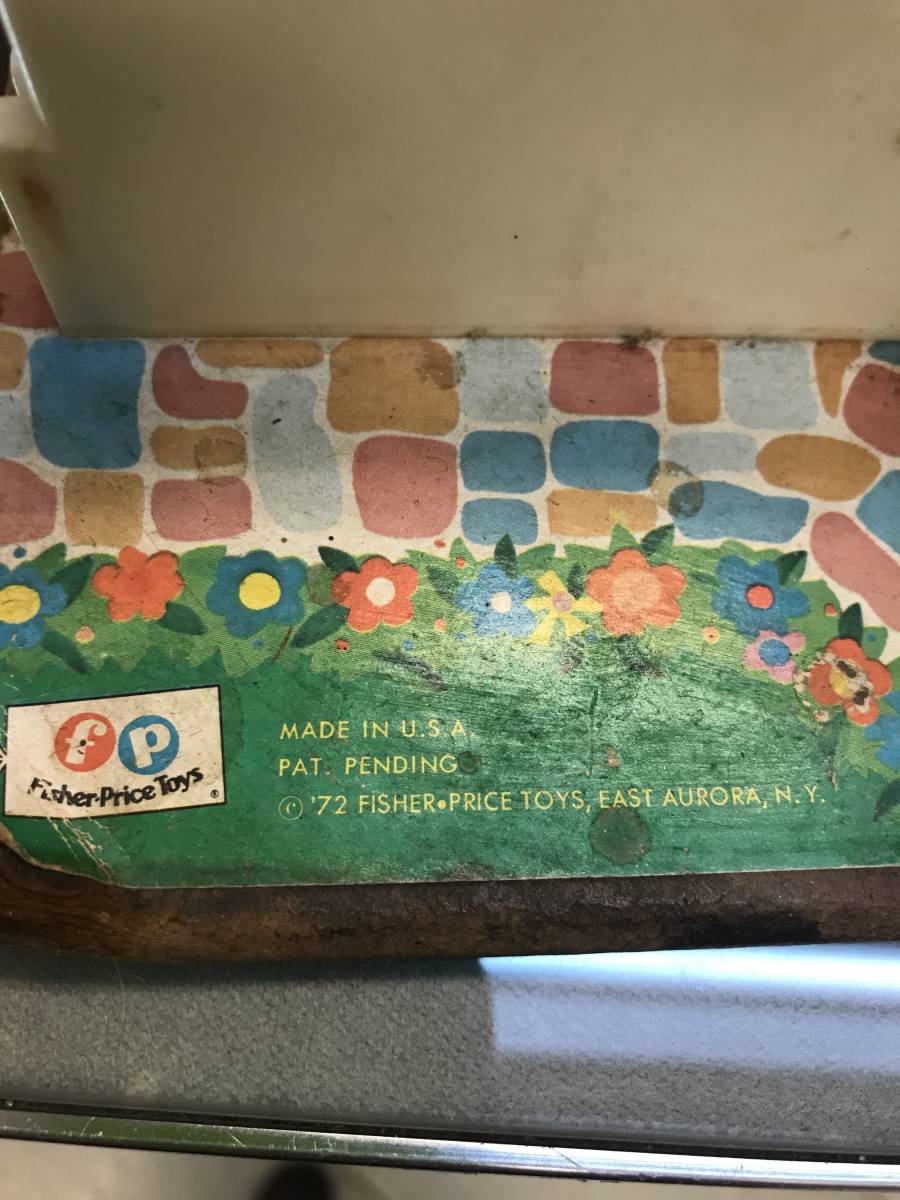 fp
Fisher-Price Toys ®
MADE IN U.S.A.
PAT. PENDING
© '72 FISHER•PRICE TOYS, EAST AURORA, N.Y.